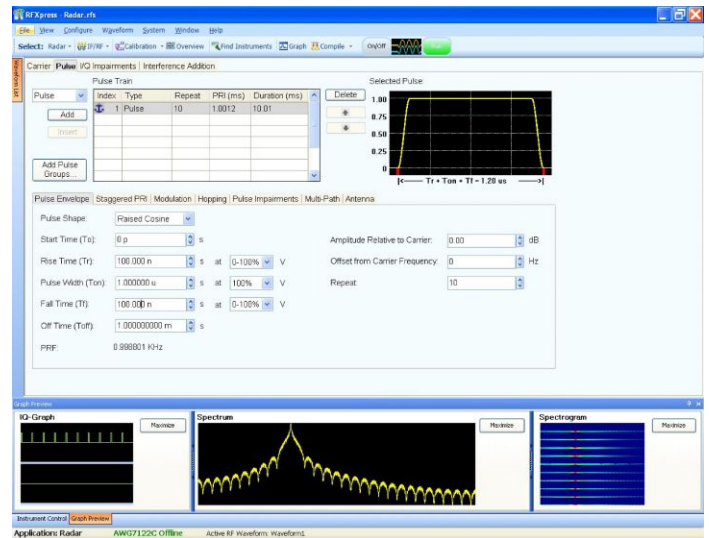 RFXpress - Radar.rfs
File View Configure Waveform System Window Help
Select: Radar IF/RF Calibration Overview Find Instruments Graph Compile On/Off
Waveform List
Carrier Pulse I/Q Impairments Interference Addition
Pulse Train
Selected Pulse
Pulse
Index Type Repeat PRI (ms) Duration (ms)
1 Pulse 10 1.0012 10.01
Add
Insert
Add Pulse
Groups...
Delete
1.00
0.75
0.50
0.25
0
|<—— Tr + Ton + Tf - 1.20 us ——>|
Pulse Envelope Staggered PRI Modulation Hopping Pulse Impairments Multi-Path Antenna
Pulse Shape: Raised Cosine
Start Time (To): 0 p s Amplitude Relative to Carrier: 0.00 dB
Rise Time (Tr): 100.000 n s at 0-100% V Offset from Carrier Frequency: 0 Hz
Pulse Width (Ton): 1.000000 u s at 100% V Repeat 10
Fall Time (Tf): 100.000 n s at 0-100% V
Off Time (Toff): 1.000000000 m s
PRF: 0.998801 KHz
Graph Preview
IQ-Graph Maximize Spectrum Maximize Spectrogram Maximize
Instrument Control Graph Preview
Application: Radar AWG7122C Offline Active RF Waveform: Waveform1